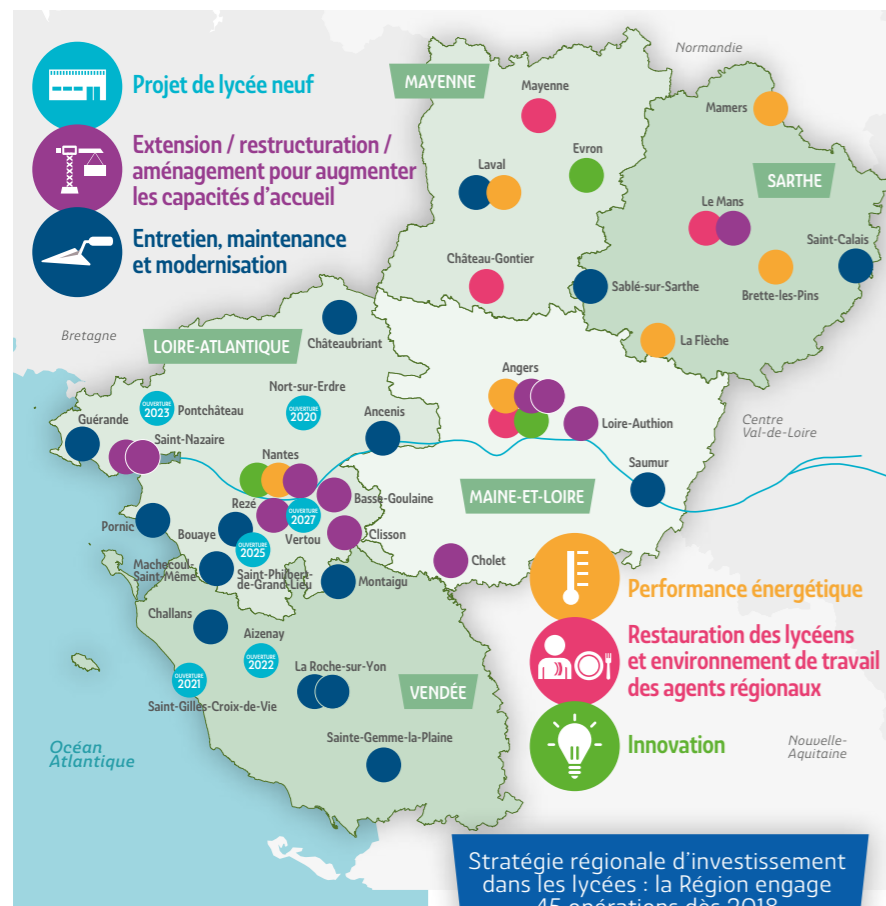 Projet de lycée neuf
Extension / restructuration /
aménagement pour augmenter
les capacités d'accueil
Entretien, maintenance
et modernisation
Normandie
MAYENNE
Mayenne
Mamers
Evron
Laval
SARTHE
Le Mans
Saint-Calais
Château-Gontier
Sablé-sur-Sarthe
Brette-les-Pins
Bretagne
LOIRE-ATLANTIQUE
Châteaubriant
La Flèche
Angers
Nort-sur-Erdre
OUVERTURE
2023
Pontchâteau
OUVERTURE
2020
Ancenis
Guérande
Saint-Nazaire
Loire-Authion
Centre
Val-de-Loire
Nantes
Saumur
Rezé
Basse-Goulaine
MAINE-ET-LOIRE
OUVERTURE
2027
Pornic
Bouaye
Vertou
Clisson
OUVERTURE
2025
Cholet
Machecoul-
Saint-Même
Saint-Philbert-
de-Grand-Lieu
Montaigu
Performance énergétique
Challans
Aizenay
OUVERTURE
2022
Restauration des lycéens
et environnement de travail
des agents régionaux
La Roche-sur-Yon
OUVERTURE
2021
VENDÉE
Saint-Gilles-Croix-de-Vie
Sainte-Gemme-la-Plaine
Innovation
Nouvelle-
Aquitaine
Océan
Atlantique
Stratégie régionale d'investissement
dans les lycées : la Région engage
45 opérations dès 2018